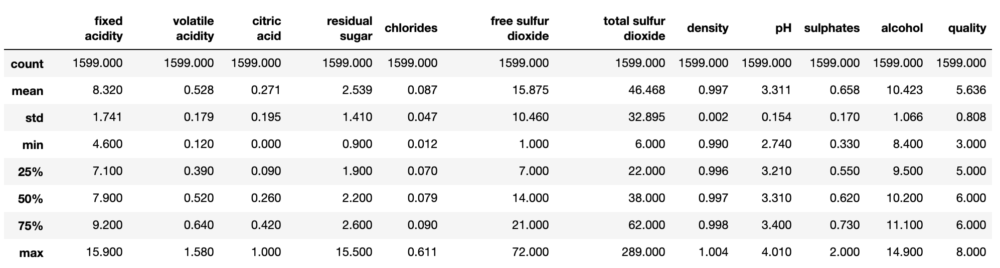 fixed acidity volatile acidity citric acid residual sugar chlorides free sulfur dioxide total sulfur dioxide density pH sulphates alcohol quality
count 1599.000 1599.000 1599.000 1599.000 1599.000 1599.000 1599.000 1599.000 1599.000 1599.000 1599.000 1599.000
mean 8.320 0.528 0.271 2.539 0.087 15.875 46.468 0.997 3.311 0.658 10.423 5.636
std 1.741 0.179 0.195 1.410 0.047 10.460 32.895 0.002 0.154 0.170 1.066 0.808
min 4.600 0.120 0.000 0.900 0.012 1.000 6.000 0.990 2.740 0.330 8.400 3.000
25% 7.100 0.390 0.090 1.900 0.070 7.000 22.000 0.996 3.210 0.550 9.500 5.000
50% 7.900 0.520 0.260 2.200 0.079 14.000 38.000 0.997 3.310 0.620 10.200 6.000
75% 9.200 0.640 0.420 2.600 0.090 21.000 62.000 0.998 3.400 0.730 11.100 6.000
max 15.900 1.580 1.000 15.500 0.611 72.000 289.000 1.004 4.010 2.000 14.900 8.000